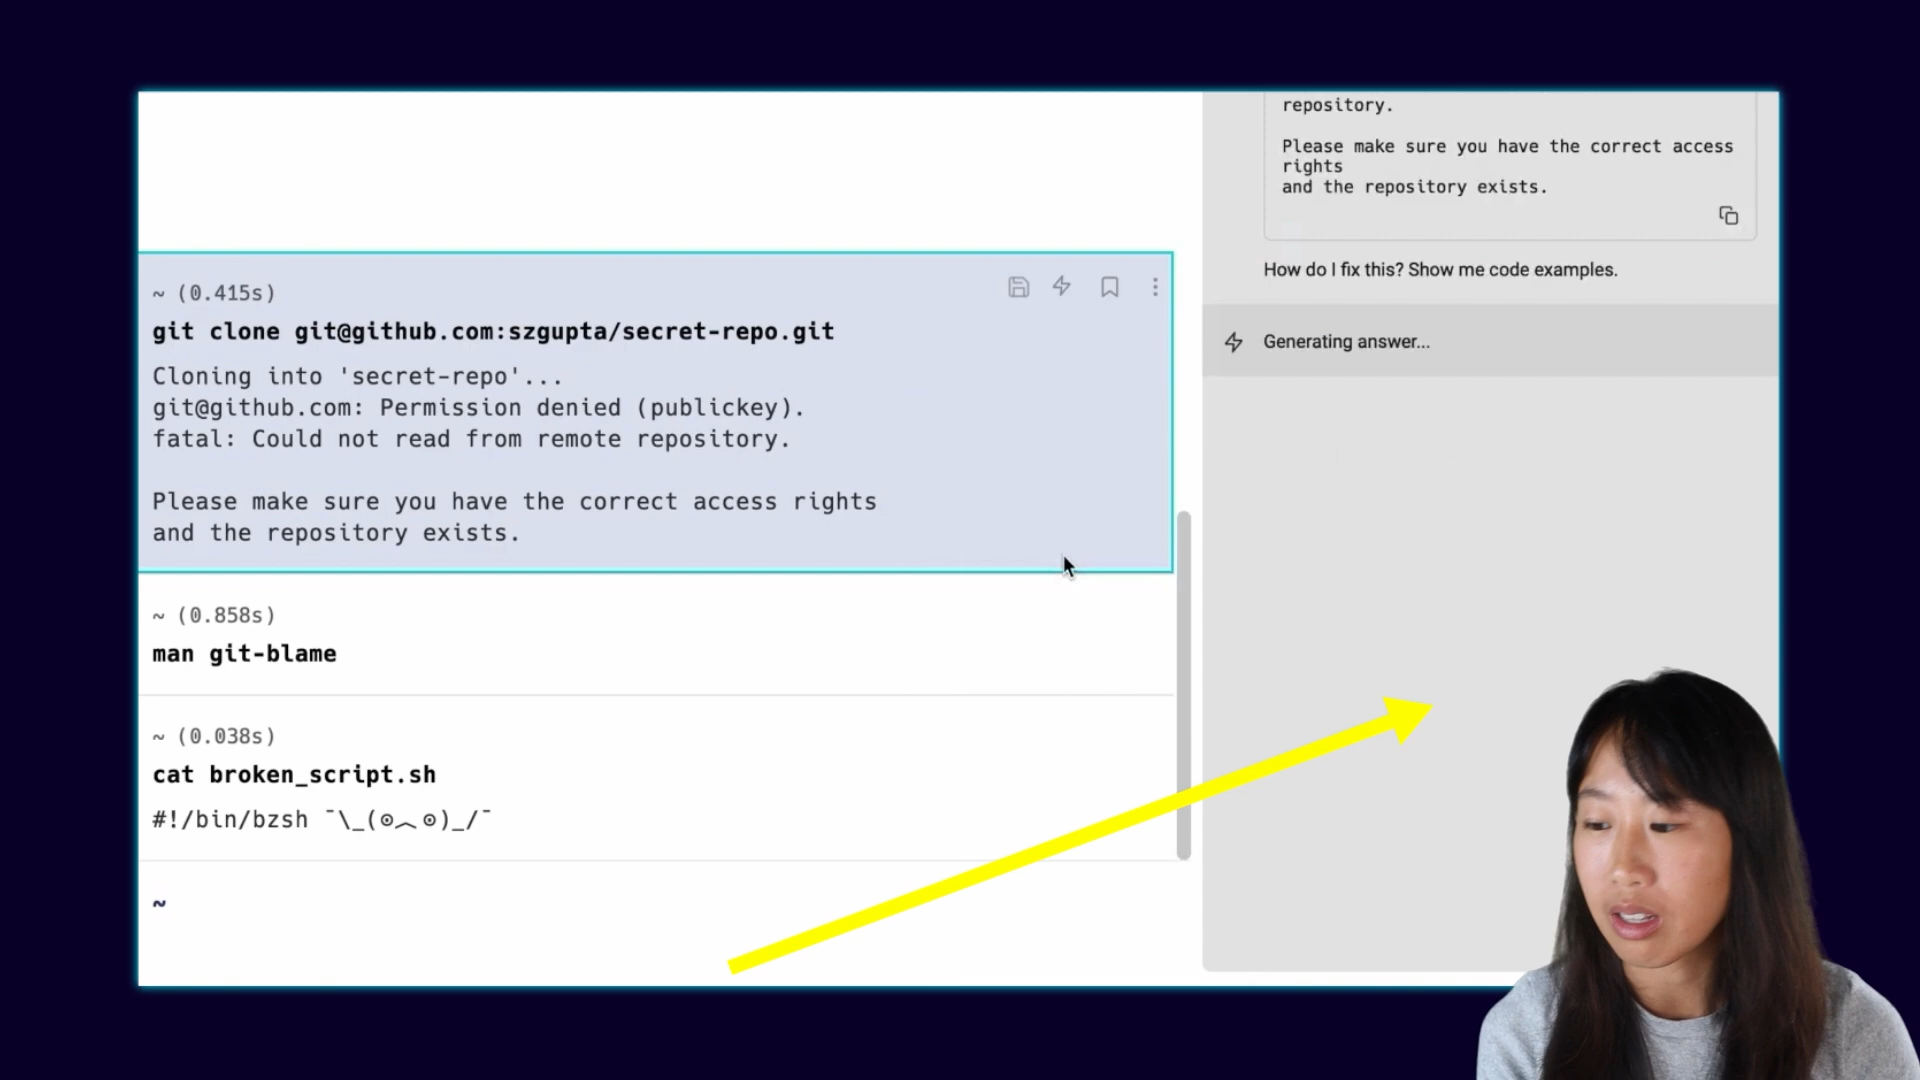 ~ (0.415s)
git clone git@github.com:szgupta/secret-repo.git
Cloning into 'secret-repo'...
git@github.com: Permission denied (publickey).
fatal: Could not read from remote repository.
Please make sure you have the correct access rights
and the repository exists.
~ (0.858s)
man git-blame
~ (0.038s)
cat broken_script.sh
#!/bin/bzsh ¯\_(⊙︿⊙)_/¯
~
repository.
Please make sure you have the correct access
rights
and the repository exists.
How do I fix this? Show me code examples.
Generating answer...